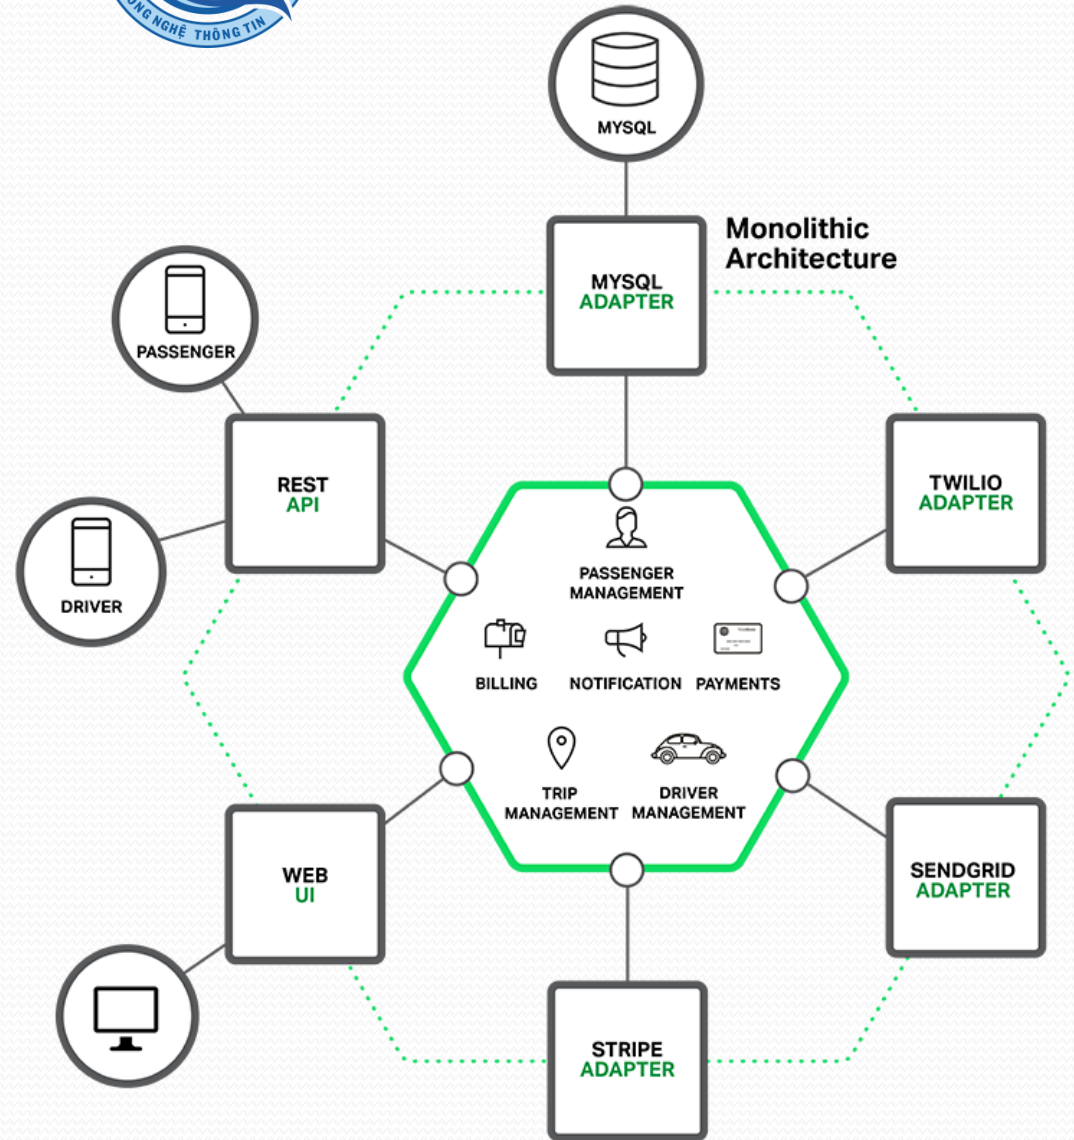 NG NGHỆ THÔNG TIN
MYSQL
Monolithic
Architecture
MYSQL
ADAPTER
PASSENGER
REST
API
TWILIO
ADAPTER
DRIVER
PASSENGER
MANAGEMENT
BILLING
NOTIFICATION
PAYMENTS
TRIP
MANAGEMENT
DRIVER
MANAGEMENT
WEB
UI
SENDGRID
ADAPTER
STRIPE
ADAPTER